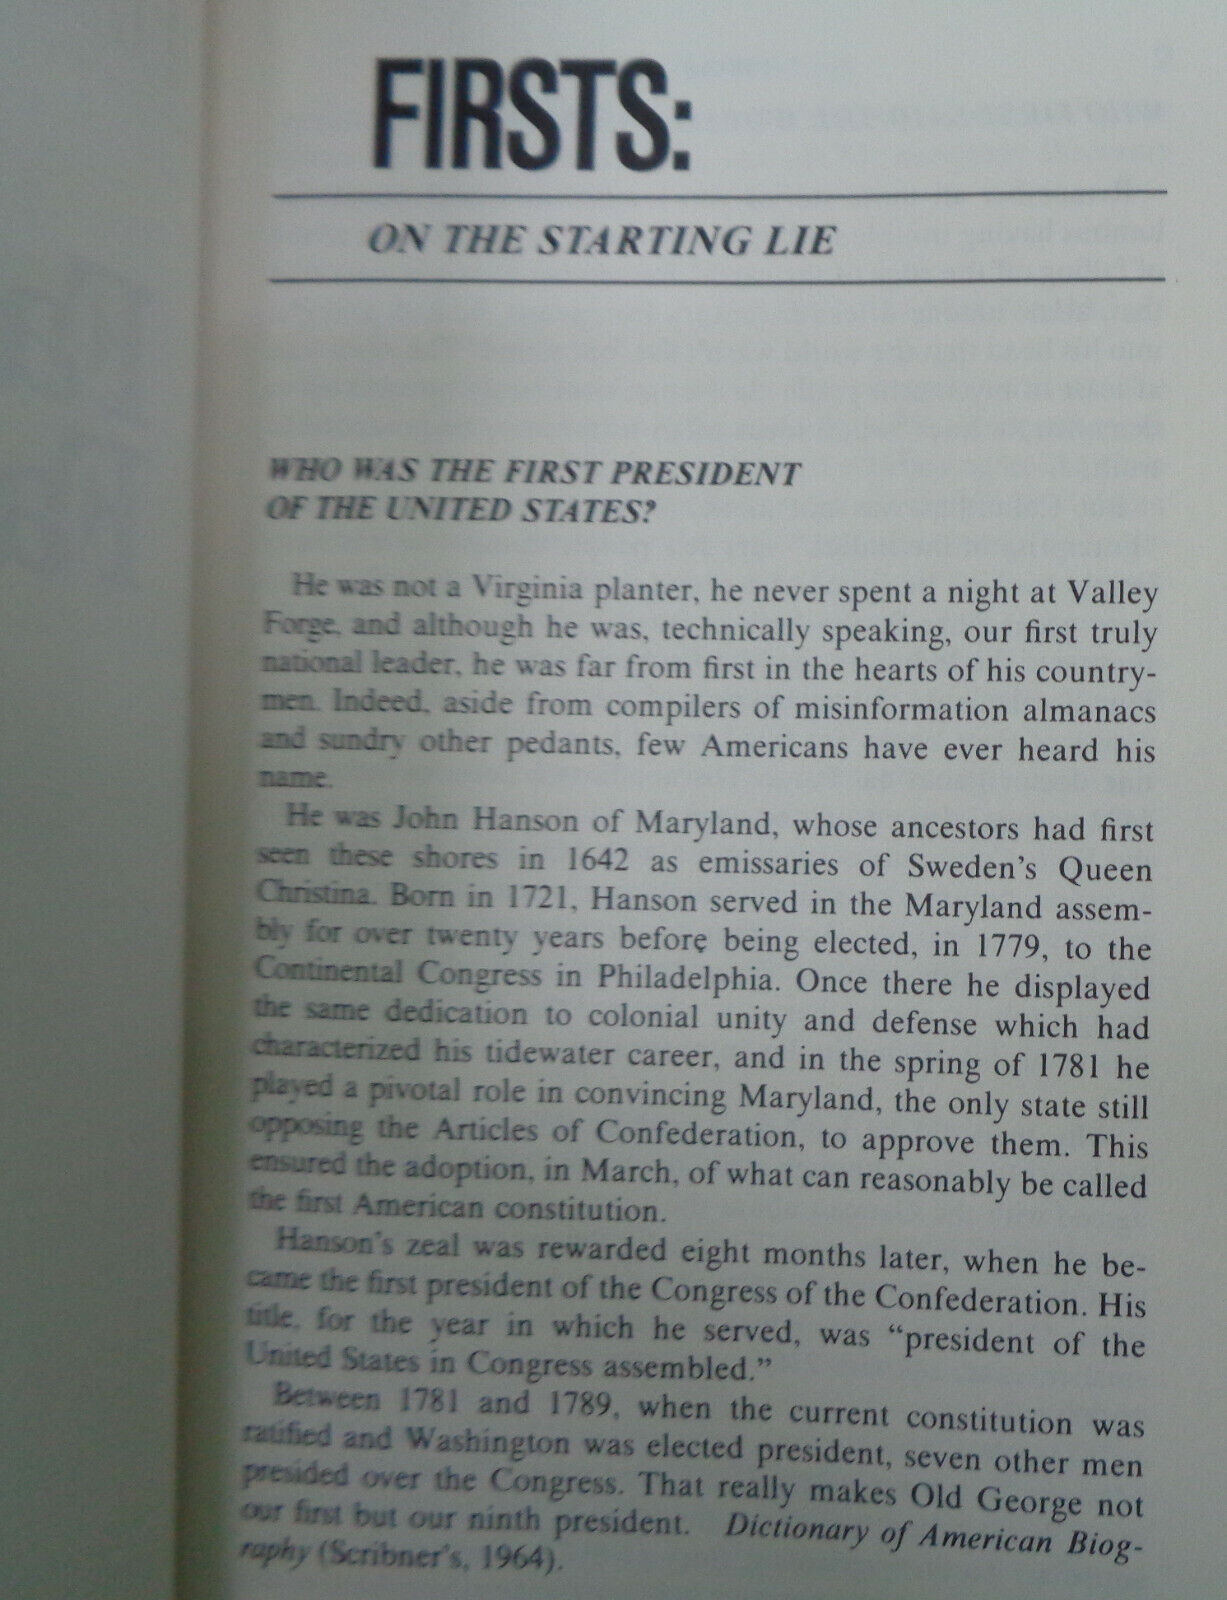 FIRSTS:
ON THE STARTING LIE
WHO WAS THE FIRST PRESIDENT
OF THE UNITED STATES?
He was not a Virginia planter, he never spent a night at Valley
Forge, and although he was, technically speaking, our first truly
national leader, he was far from first in the hearts of his country-
men. Indeed, aside from compilers of misinformation almanacs
and sundry other pedants, few Americans have ever heard his
name.
He was John Hanson of Maryland, whose ancestors had first
seen these shores in 1642 as emissaries of Sweden's Queen
Christina. Born in 1721, Hanson served in the Maryland assem-
bly for over twenty years before being elected, in 1779, to the
Continental Congress in Philadelphia. Once there he displayed
the same dedication to colonial unity and defense which had
characterized his tidewater career, and in the spring of 1781 he
played a pivotal role in convincing Maryland, the only state still
opposing the Articles of Confederation, to approve them. This
ensured the adoption, in March, of what can reasonably be called
the first American constitution.
Hanson's zeal was rewarded eight months later, when he be-
came the first president of the Congress of the Confederation. His
title, for the year in which he served, was "president of the
United States in Congress assembled."
Between 1781 and 1789, when the current constitution was
ratified and Washington was elected president, seven other men
presided over the Congress. That really makes Old George not
our first but our ninth president. Dictionary of American Biog-
raphy (Scribner's, 1964).